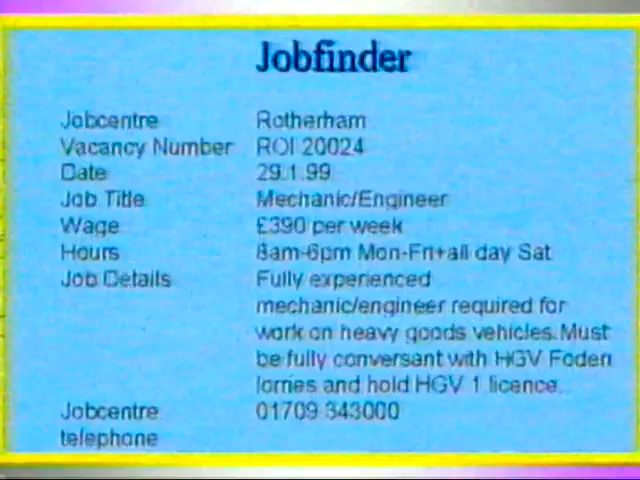 Jobfinder
Jobcentre Rotherham
Vacancy Number ROI 20024
Date 29.1.99
Job Title Mechanic/Engineer
Wage £390 per week
Hours 8am-6pm Mon-Fri+all day Sat
Job Details Fully experienced
mechanic/engineer required for
work on heavy goods vehicles. Must
be fully conversant with HGV Foden
lorries and hold HGV 1 licence.
Jobcentre 01709 343000
telephone